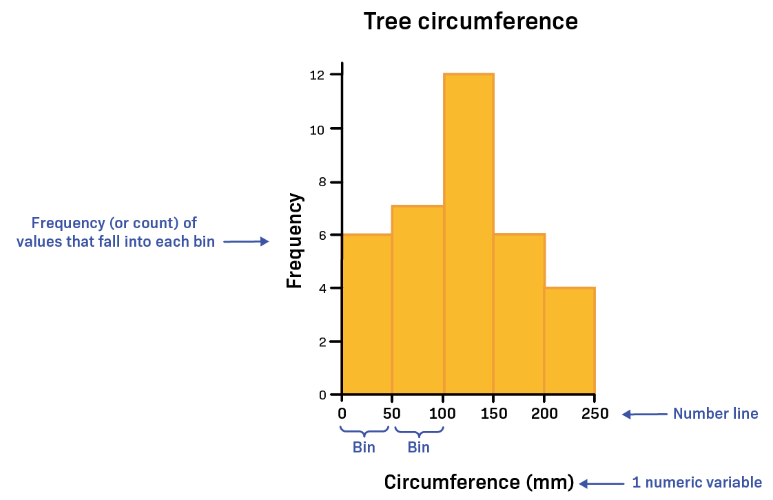 Tree circumference
12
10
8
6
4
2
0
Frequency
Frequency (or count) of
values that fall into each bin
0 50 100 150 200 250
Number line
Bin Bin
Circumference (mm)
1 numeric variable